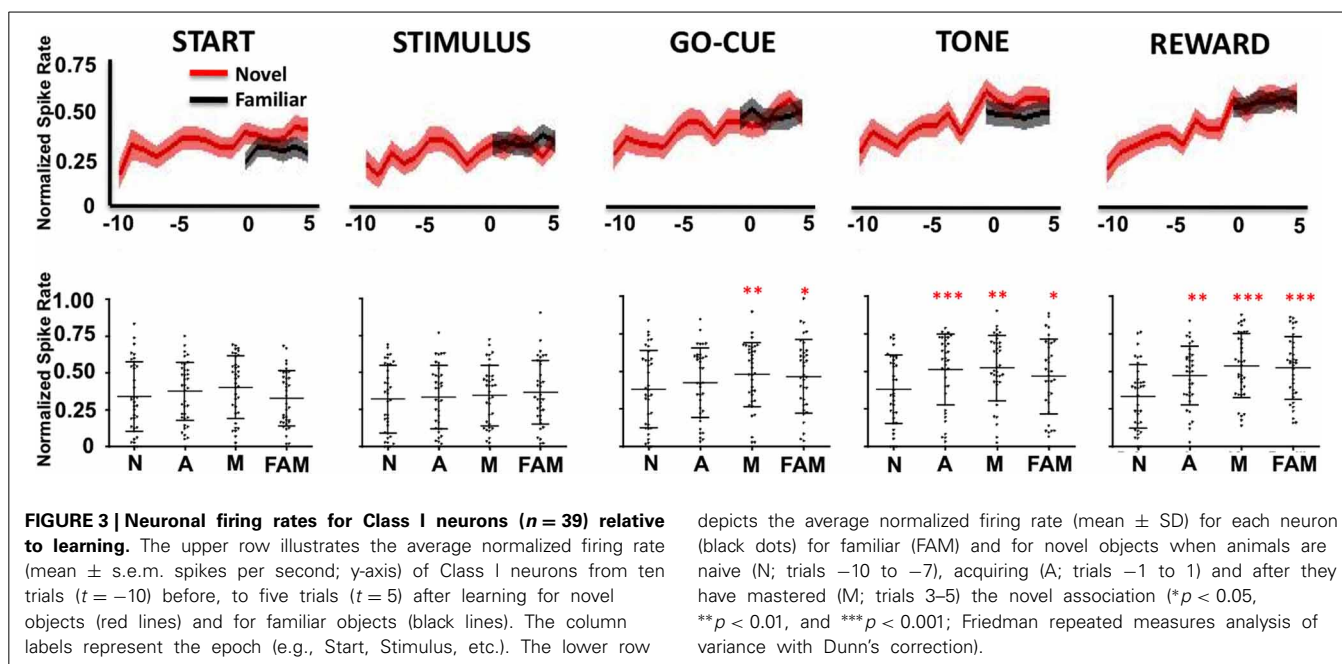 START STIMULUS GO-CUE TONE REWARD
Normalized Spike Rate
0.75
0.50
0.25
0
Novel
Familiar
-10 -5 0 5 -10 -5 0 5 -10 -5 0 5 -10 -5 0 5 -10 -5 0 5
Normalized Spike Rate
1.00
0.75
0.50
0.25
0
** * *** ** * ** *** ***
N A M FAM N A M FAM N A M FAM N A M FAM N A M FAM
FIGURE 3 | Neuronal firing rates for Class I neurons (n = 39) relative
to learning. The upper row illustrates the average normalized firing rate
(mean ± s.e.m. spikes per second; y-axis) of Class I neurons from ten
trials (t = −10) before, to five trials (t = 5) after learning for novel
objects (red lines) and for familiar objects (black lines). The column
labels represent the epoch (e.g., Start, Stimulus, etc.). The lower row
depicts the average normalized firing rate (mean ± SD) for each neuron
(black dots) for familiar (FAM) and for novel objects when animals are
naive (N; trials −10 to −7), acquiring (A; trials −1 to 1) and after they
have mastered (M; trials 3–5) the novel association (*p < 0.05,
**p < 0.01, and ***p < 0.001; Friedman repeated measures analysis of
variance with Dunn's correction).